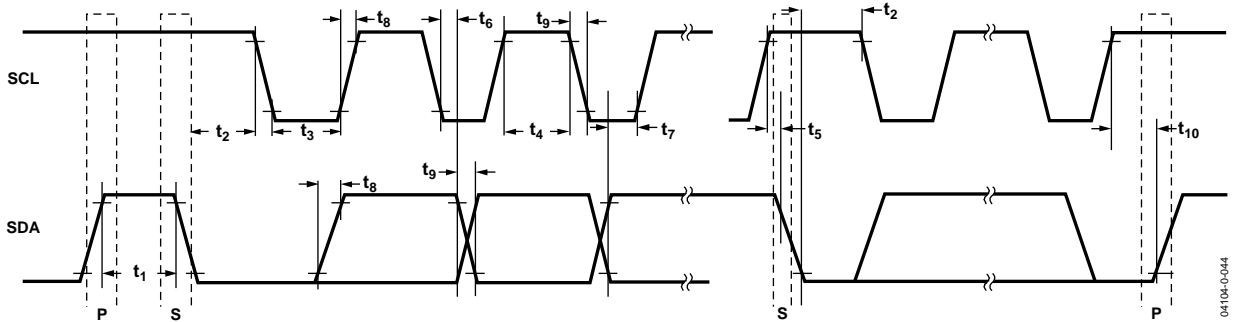 t8 t6 t9 t2
SCL
t2 t3 t4 t7 t5 t10
t9
t8
SDA
t1
P S S P
04104-0-044